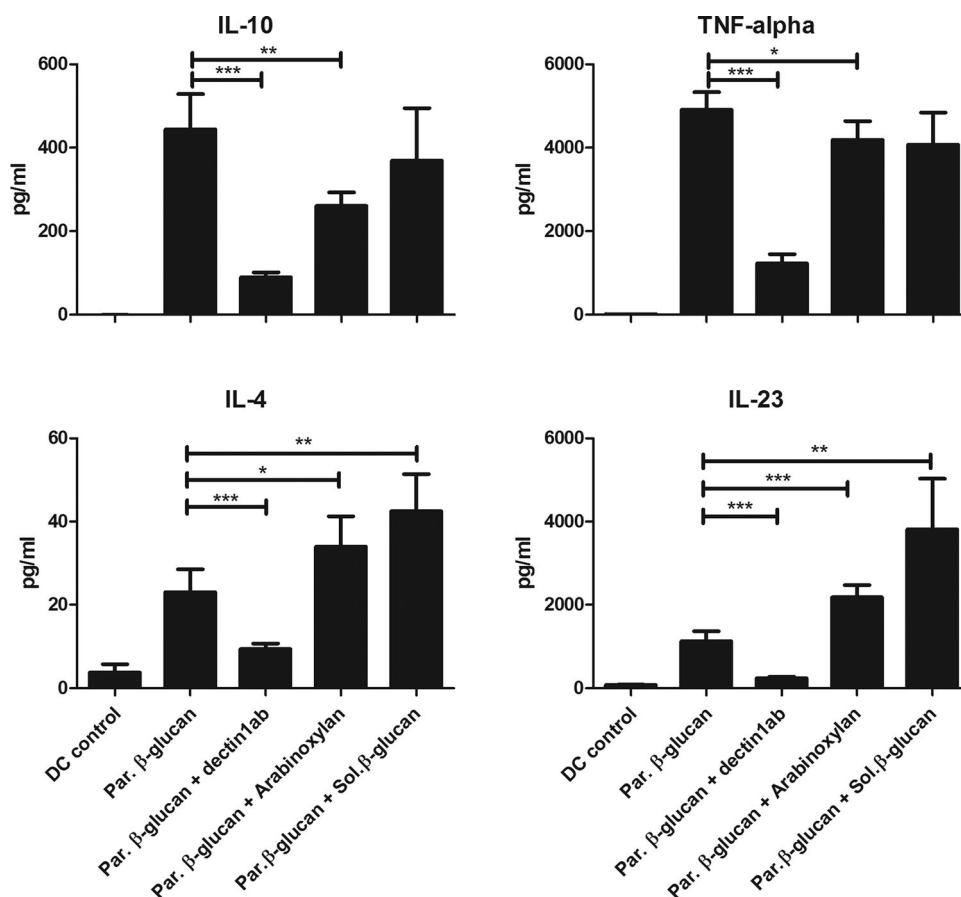 IL-10
**
***
600
400
200
0
pg/ml
TNF-alpha
*
***
6000
4000
2000
0
pg/ml
IL-4
**
*
***
60
40
20
0
pg/ml
DC control
Par. β-glucan
Par. β-glucan + dectin1ab
Par. β-glucan + Arabinoxylan
Par.β-glucan + Sol.β-glucan
IL-23
**
***
***
6000
4000
2000
0
pg/ml
DC control
Par. β-glucan
Par. β-glucan + dectin1ab
Par. β-glucan + Arabinoxylan
Par.β-glucan + Sol.β-glucan